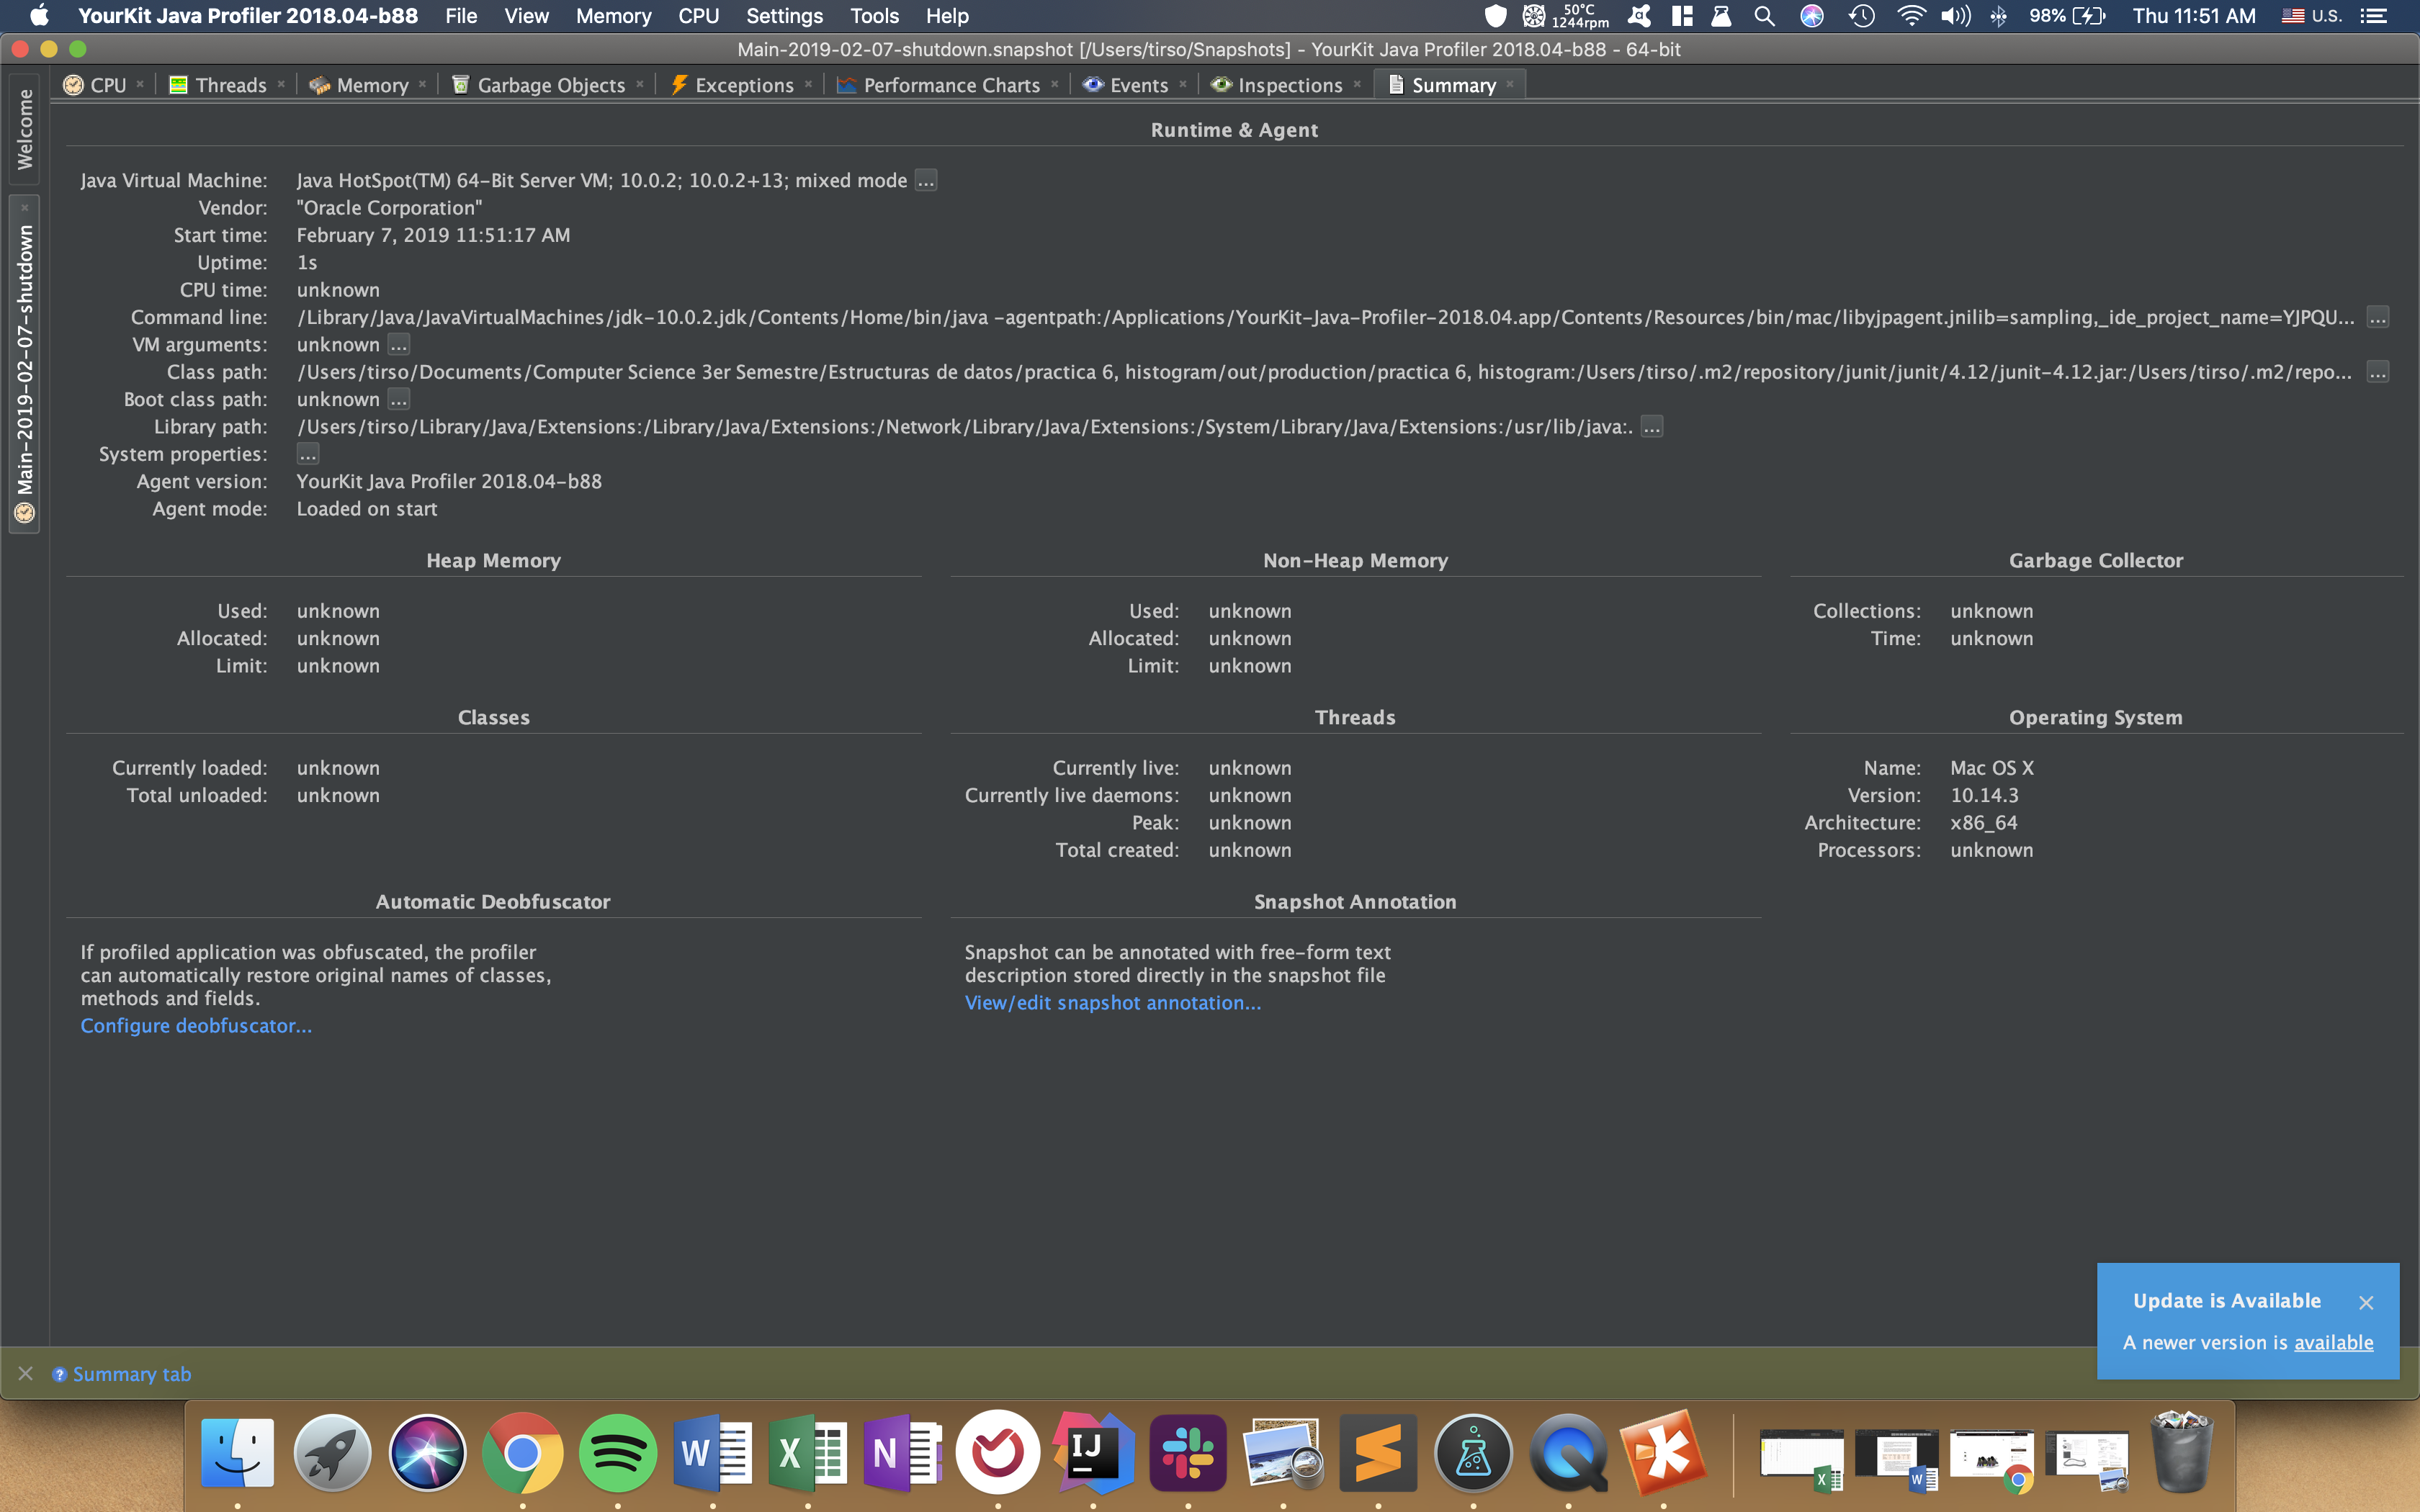 YourKit Java Profiler 2018.04-b88 File View Memory CPU Settings Tools Help 50°C 1244rpm 98% Thu 11:51 AM U.S.
Main-2019-02-07-shutdown.snapshot [/Users/tirso/Snapshots] - YourKit Java Profiler 2018.04-b88 - 64-bit
Welcome
Main-2019-02-07-shutdown
CPU Threads Memory Garbage Objects Exceptions Performance Charts Events Inspections Summary
Runtime & Agent
Java Virtual Machine: Java HotSpot(TM) 64-Bit Server VM; 10.0.2; 10.0.2+13; mixed mode ...
Vendor: "Oracle Corporation"
Start time: February 7, 2019 11:51:17 AM
Uptime: 1s
CPU time: unknown
Command line: /Library/Java/JavaVirtualMachines/jdk-10.0.2.jdk/Contents/Home/bin/java -agentpath:/Applications/YourKit-Java-Profiler-2018.04.app/Contents/Resources/bin/mac/libyjpagent.jnilib=sampling,_ide_project_name=YJPQU... ...
VM arguments: unknown ...
Class path: /Users/tirso/Documents/Computer Science 3er Semestre/Estructuras de datos/practica 6, histogram/out/production/practica 6, histogram:/Users/tirso/.m2/repository/junit/junit/4.12/junit-4.12.jar:/Users/tirso/.m2/repo... ...
Boot class path: unknown ...
Library path: /Users/tirso/Library/Java/Extensions:/Library/Java/Extensions:/Network/Library/Java/Extensions:/System/Library/Java/Extensions:/usr/lib/java:. ...
System properties: ...
Agent version: YourKit Java Profiler 2018.04-b88
Agent mode: Loaded on start
Heap Memory
Used: unknown
Allocated: unknown
Limit: unknown
Non-Heap Memory
Used: unknown
Allocated: unknown
Limit: unknown
Garbage Collector
Collections: unknown
Time: unknown
Classes
Currently loaded: unknown
Total unloaded: unknown
Threads
Currently live: unknown
Currently live daemons: unknown
Peak: unknown
Total created: unknown
Operating System
Name: Mac OS X
Version: 10.14.3
Architecture: x86_64
Processors: unknown
Automatic Deobfuscator
If profiled application was obfuscated, the profiler
can automatically restore original names of classes,
methods and fields.
Configure deobfuscator...
Snapshot Annotation
Snapshot can be annotated with free-form text
description stored directly in the snapshot file
View/edit snapshot annotation...
Update is Available
A newer version is available
? Summary tab
W X N IJ
X W